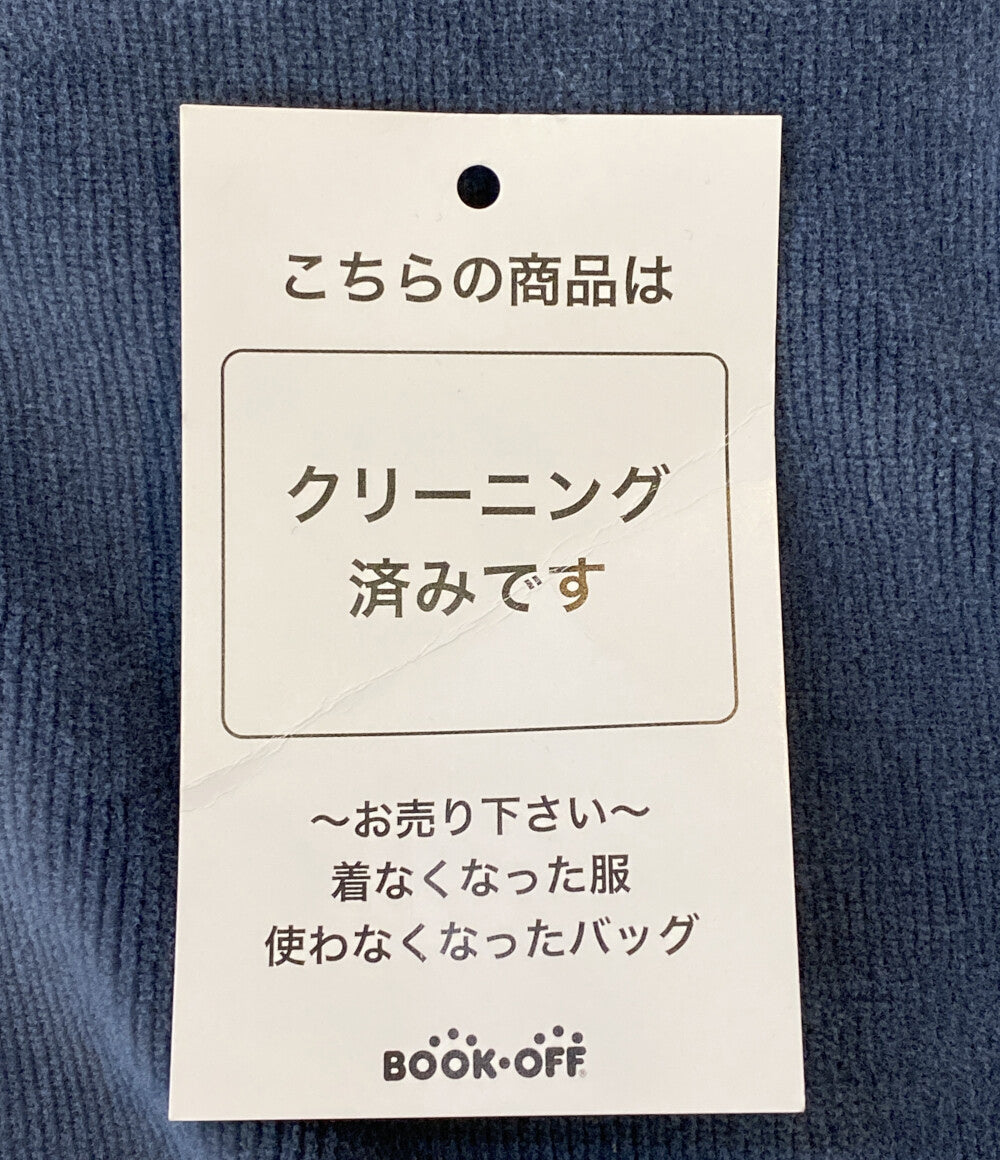 こちらの商品は
クリーニング
済みです
～お売り下さい～
着なくなった服
使わなくなったバッグ
BOOK・OFF®